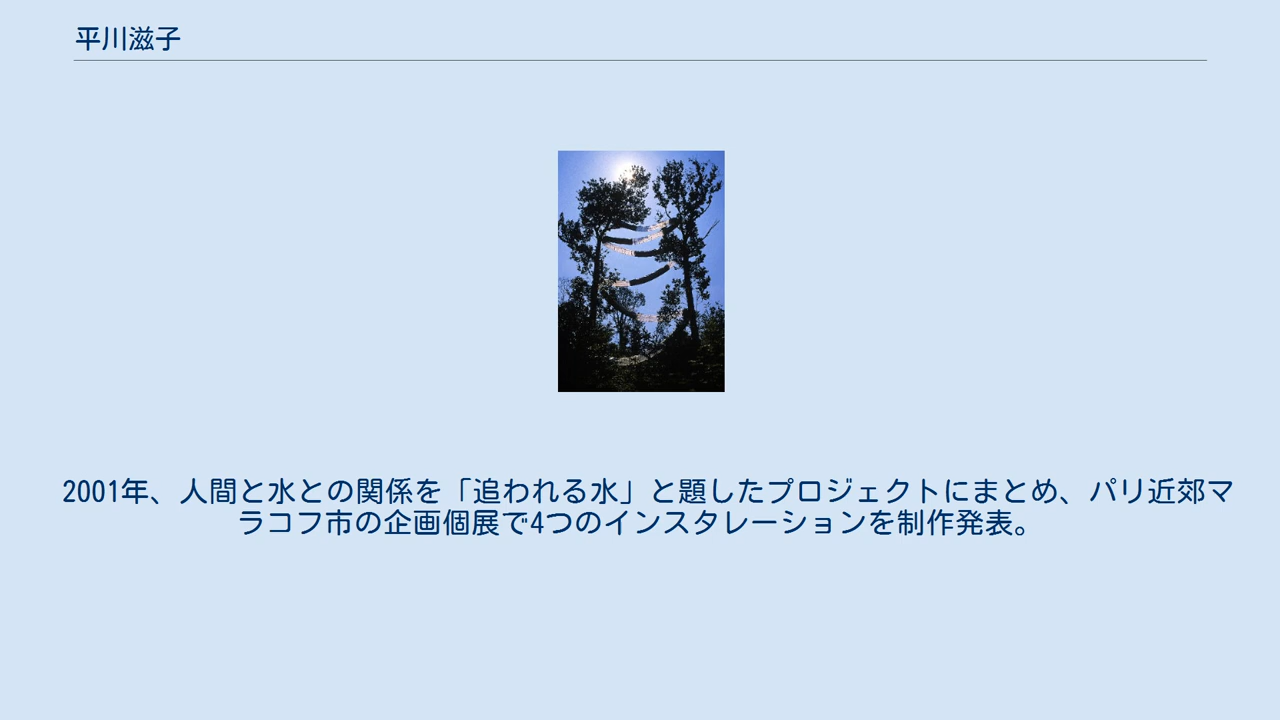 平川滋子
2001年、人間と水との関係を「追われる水」と題したプロジェクトにまとめ、パリ近郊マ
ラコフ市の企画個展で4つのインスタレーションを制作発表。